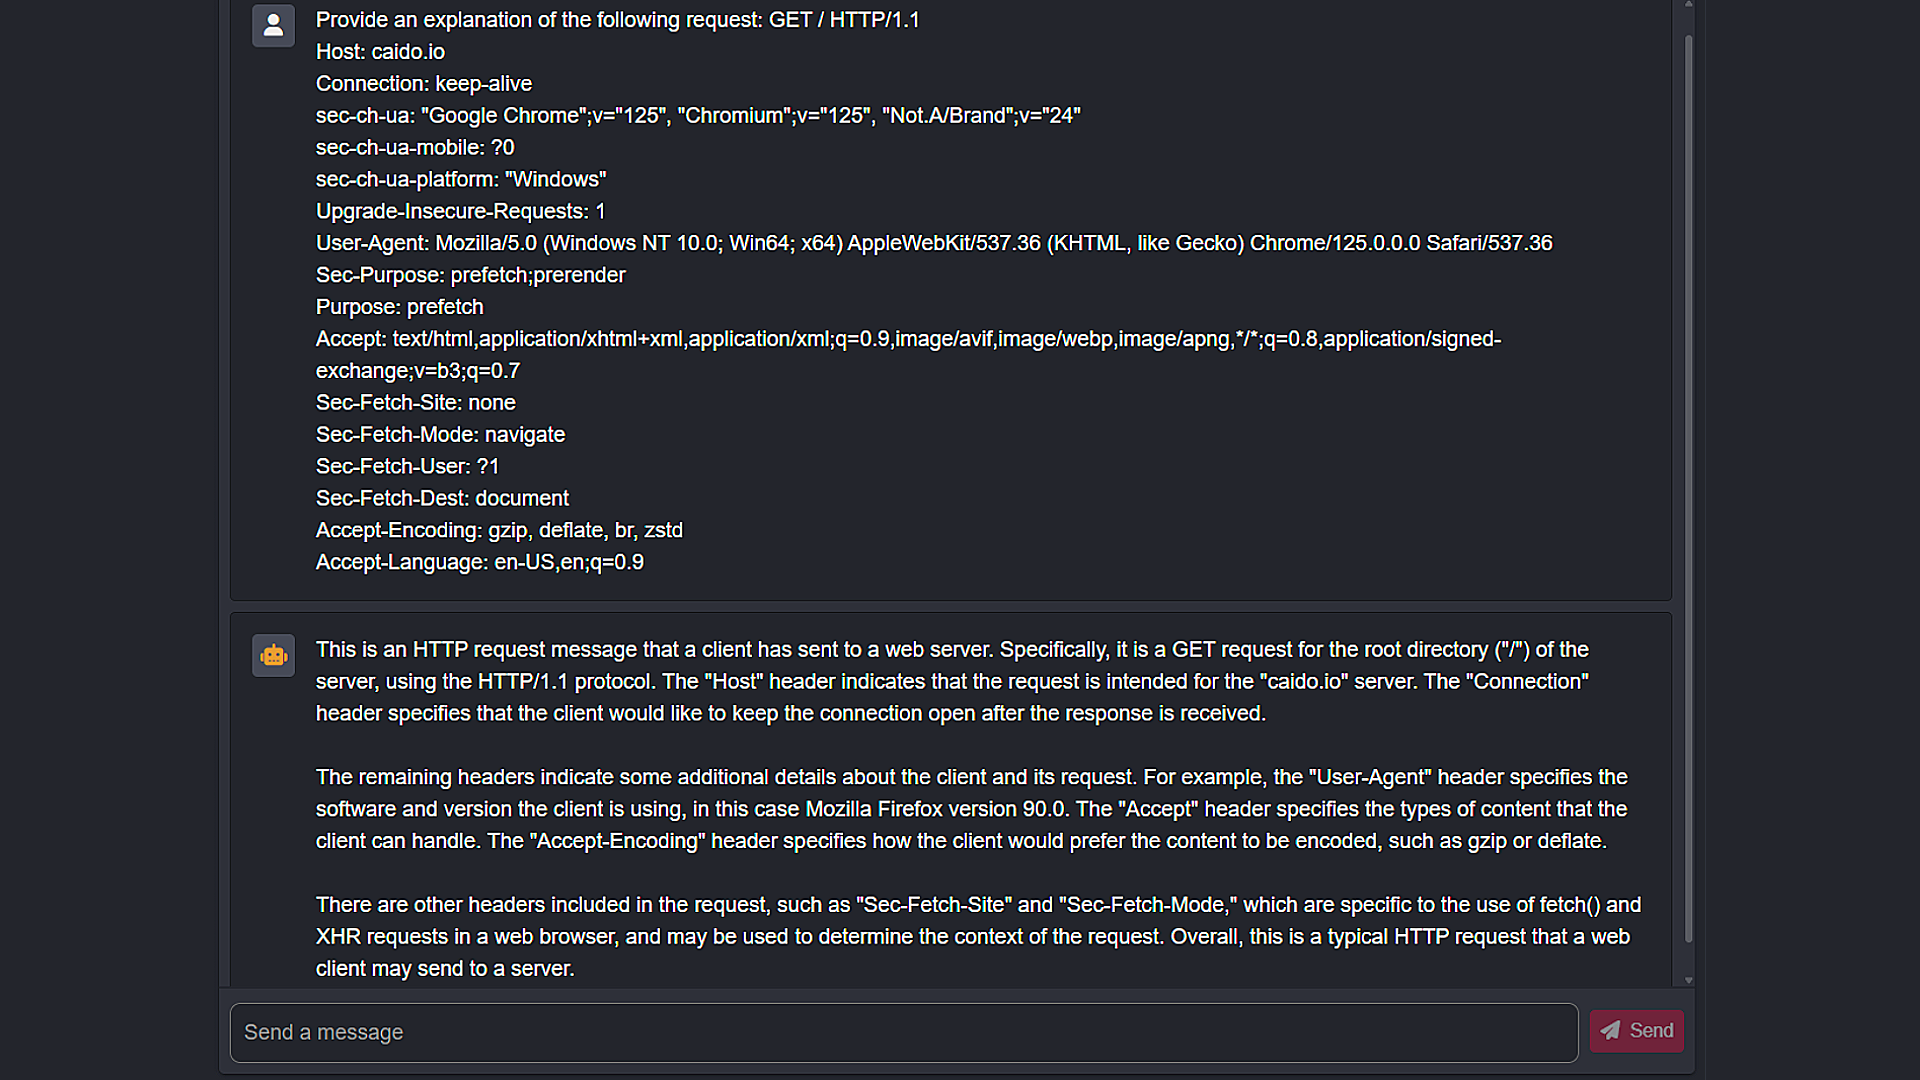 Provide an explanation of the following request: GET / HTTP/1.1
Host: caido.io
Connection: keep-alive
sec-ch-ua: "Google Chrome";v="125", "Chromium";v="125", "Not.A/Brand";v="24"
sec-ch-ua-mobile: ?0
sec-ch-ua-platform: "Windows"
Upgrade-Insecure-Requests: 1
User-Agent: Mozilla/5.0 (Windows NT 10.0; Win64; x64) AppleWebKit/537.36 (KHTML, like Gecko) Chrome/125.0.0.0 Safari/537.36
Sec-Purpose: prefetch;prerender
Purpose: prefetch
Accept: text/html,application/xhtml+xml,application/xml;q=0.9,image/avif,image/webp,image/apng,*/*;q=0.8,application/signed-
exchange;v=b3;q=0.7
Sec-Fetch-Site: none
Sec-Fetch-Mode: navigate
Sec-Fetch-User: ?1
Sec-Fetch-Dest: document
Accept-Encoding: gzip, deflate, br, zstd
Accept-Language: en-US,en;q=0.9
This is an HTTP request message that a client has sent to a web server. Specifically, it is a GET request for the root directory ("/") of the
server, using the HTTP/1.1 protocol. The "Host" header indicates that the request is intended for the "caido.io" server. The "Connection"
header specifies that the client would like to keep the connection open after the response is received.
The remaining headers indicate some additional details about the client and its request. For example, the "User-Agent" header specifies the
software and version the client is using, in this case Mozilla Firefox version 90.0. The "Accept" header specifies the types of content that the
client can handle. The "Accept-Encoding" header specifies how the client would prefer the content to be encoded, such as gzip or deflate.
There are other headers included in the request, such as "Sec-Fetch-Site" and "Sec-Fetch-Mode," which are specific to the use of fetch() and
XHR requests in a web browser, and may be used to determine the context of the request. Overall, this is a typical HTTP request that a web
client may send to a server.
Send a message
Send